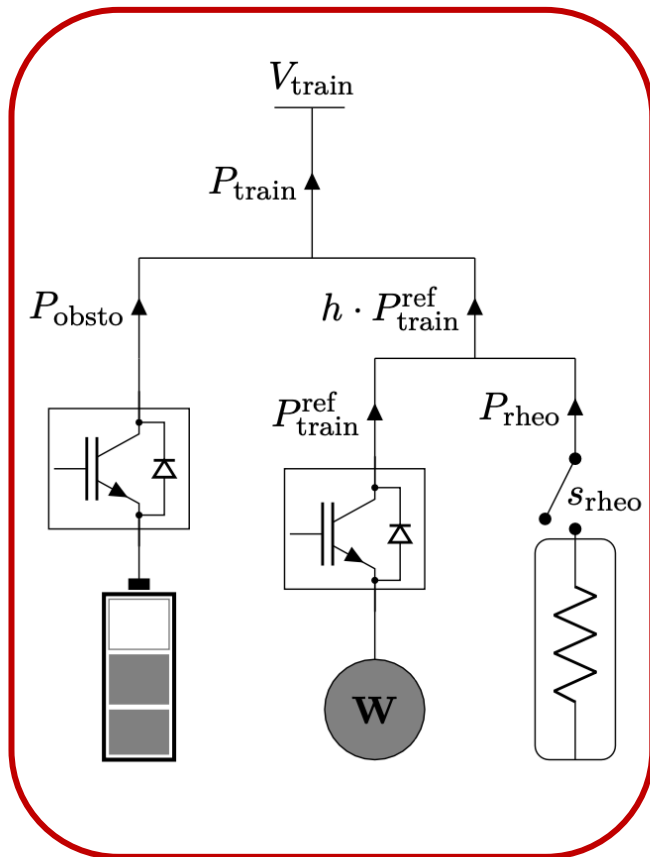 V_train
P_train
P_obsto
h · P_train^ref
P_train^ref
P_rheo
s_rheo
W